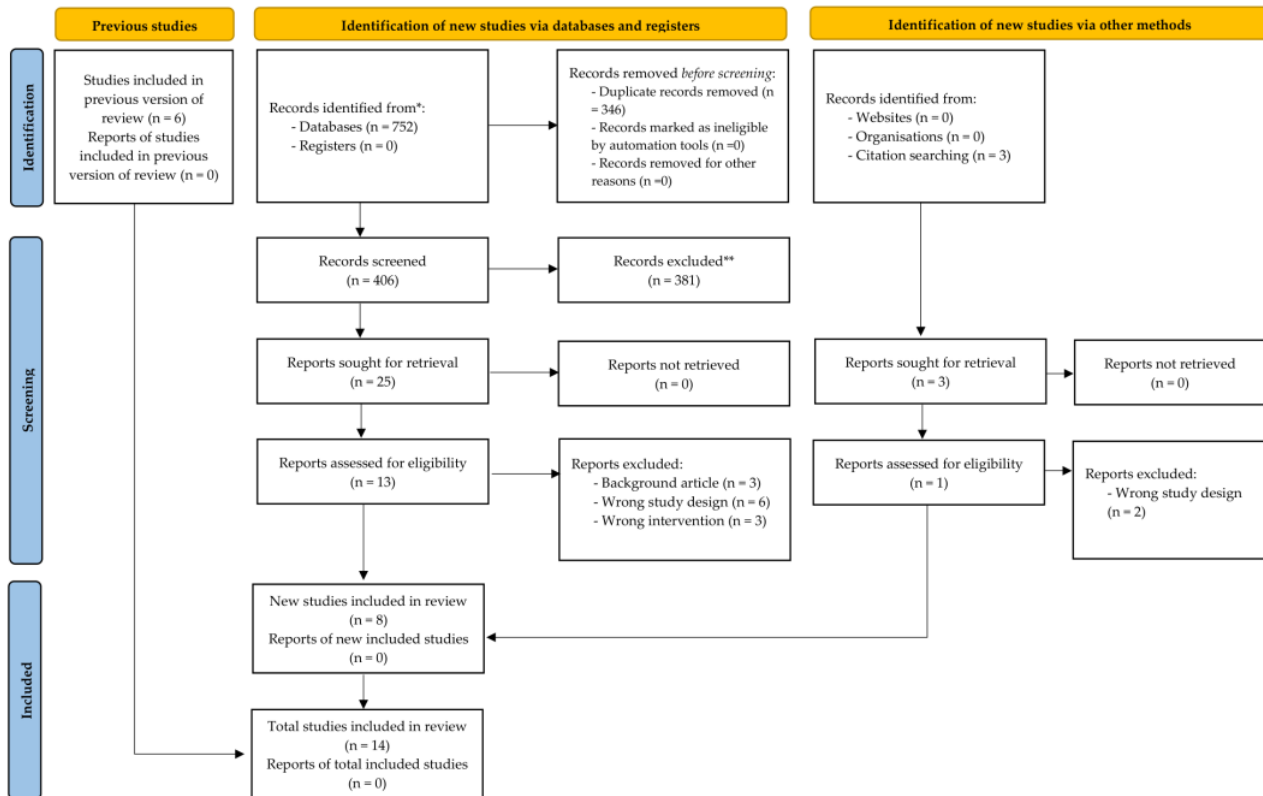 Previous studies
Identification of new studies via databases and registers
Identification of new studies via other methods
Identification
Studies included in
previous version of
review (n = 6)
Reports of studies
included in previous
version of review (n = 0)
Records identified from*:
- Databases (n = 752)
- Registers (n = 0)
Records removed before screening:
- Duplicate records removed (n
= 346)
- Records marked as ineligible
by automation tools (n =0)
- Records removed for other
reasons (n =0)
Records identified from:
- Websites (n = 0)
- Organisations (n = 0)
- Citation searching (n = 3)
Screening
Records screened
(n = 406)
Records excluded**
(n = 381)
Reports sought for retrieval
(n = 25)
Reports not retrieved
(n = 0)
Reports sought for retrieval
(n = 3)
Reports not retrieved
(n = 0)
Reports assessed for eligibility
(n = 13)
Reports excluded:
- Background article (n = 3)
- Wrong study design (n = 6)
- Wrong intervention (n = 3)
Reports assessed for eligibility
(n = 1)
Reports excluded:
- Wrong study design
(n = 2)
Included
New studies included in review
(n = 8)
Reports of new included studies
(n = 0)
Total studies included in review
(n = 14)
Reports of total included studies
(n = 0)